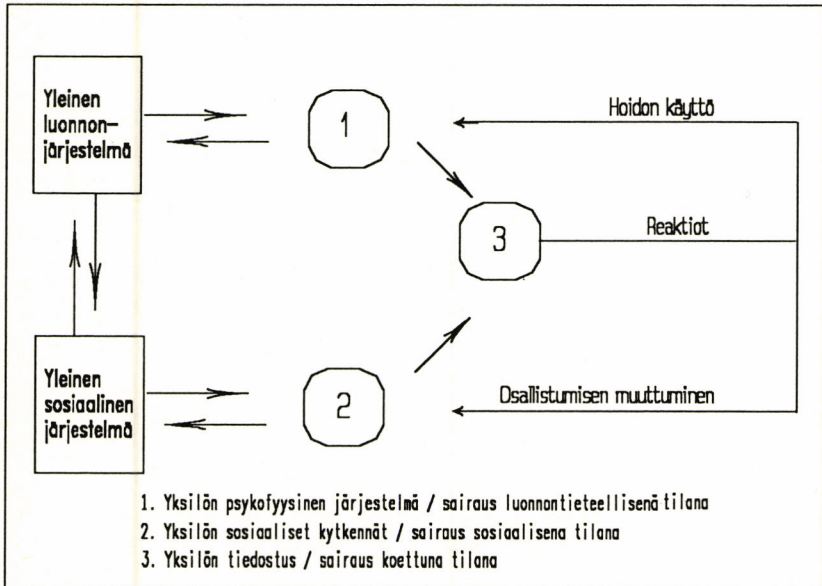 Yleinen
luonnon-
järjestelmä
1
Hoidon käyttö
3
Reaktiot
Yleinen
sosiaalinen
järjestelmä
2
Osallistumisen muuttuminen
1. Yksilön psykofyysinen järjestelmä / sairaus luonnontieteellisenä tilana
2. Yksilön sosiaaliset kytkennät / sairaus sosiaalisena tilana
3. Yksilön tiedostus / sairaus koettuna tilana